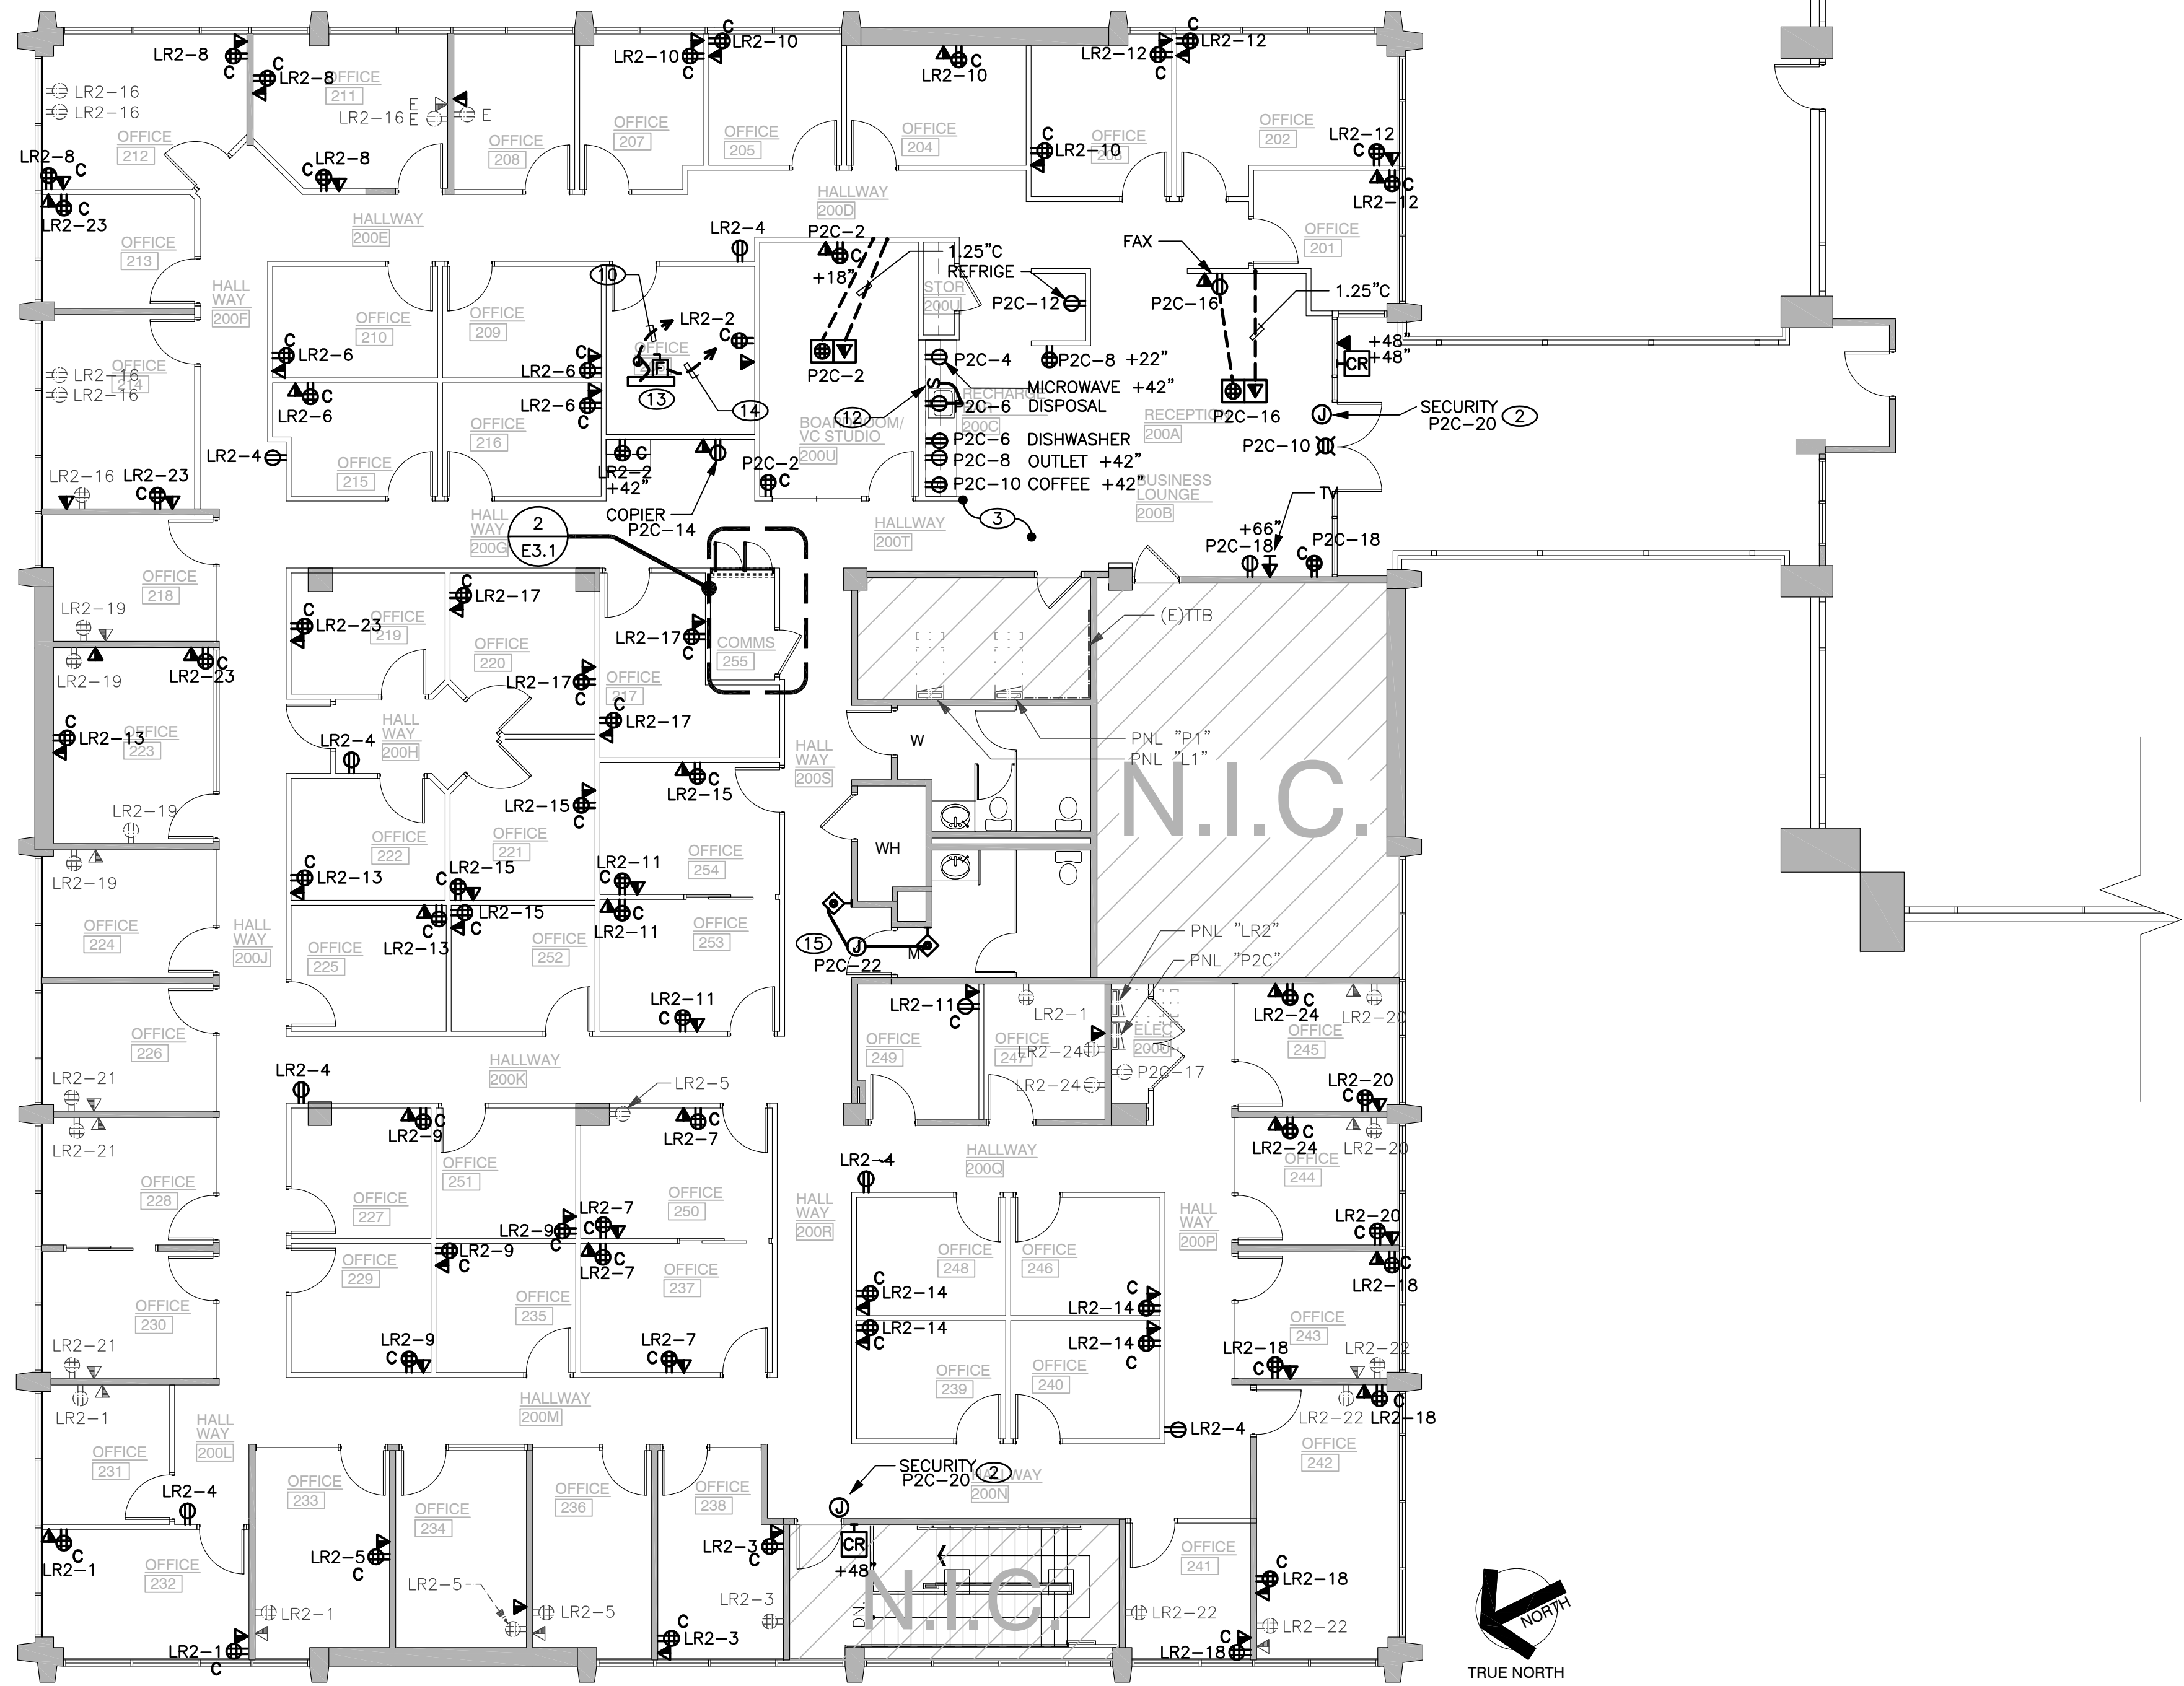 C
C
C
LR2-8
C
LR2-8
OFFICE
211
LR2-16
LR2-16
LR2-16
E
E
E
OFFICE
212
LR2-8
C
C
LR2-8
OFFICE
208
LR2-10
C
LR2-10
OFFICE
207
OFFICE
205
C
LR2-10
OFFICE
204
LR2-12
C
LR2-12
C
LR2-10
OFFICE
OFFICE
202
LR2-12
C
C
LR2-12
C
LR2-23
OFFICE
213
HALLWAY
200E
HALLWAY
200D
OFFICE
201
LR2-4
P2C-2
C
+18"
1.25"C
REFRIGE
FAX
P2C-12
P2C-16
1.25"C
STOR
200U
HALL
WAY
200F
10
OFFICE
210
OFFICE
209
LR2-2
C
OFFICE
C
LR2-6
LR2-6
C
C
LR2-6
LR2-6
C
F
13
14
P2C-2
P2C-4
P2C-8 +22"
MICROWAVE +42"
S
12
P2C-6 DISPOSAL
RECHARGE
200C
P2C-6 DISHWASHER
P2C-8 OUTLET +42"
P2C-10 COFFEE +42"
+48"
CR
+48"
P2C-16
RECEPTION
200A
J
SECURITY
P2C-20
2
P2C-10
LR2-16
LR2-16
LR2-4
OFFICE
215
OFFICE
216
C
LR2-2
+42"
BOARDROOM/
VC STUDIO
200U
P2C-2
C
BUSINESS
LOUNGE
200B
LR2-16
LR2-23
C
COPIER
P2C-14
HALL
WAY
200G
2
E3.1
HALLWAY
200T
3
TV
+66"
P2C-18
P2C-18
C
OFFICE
218
LR2-19
C
LR2-23
OFFICE
219
C
LR2-17
OFFICE
220
LR2-17
C
COMMS
255
(E)TTB
LR2-19
C
LR2-23
LR2-17
C
OFFICE
217
C
LR2-17
C
LR2-13
OFFICE
223
HALL
WAY
200H
LR2-4
HALL
WAY
200S
W
PNL "P1"
PNL "L1"
N.I.C.
LR2-19
LR2-15
C
C
LR2-15
OFFICE
222
OFFICE
221
OFFICE
254
WH
LR2-19
C
LR2-13
LR2-15
C
LR2-11
C
OFFICE
224
HALL
WAY
200J
OFFICE
225
C
LR2-13
LR2-15
C
OFFICE
252
C
LR2-11
OFFICE
253
15
J
P2C-22
M
PNL "LR2"
PNL "P2C"
LR2-11
C
LR2-11
C
LR2-1
C
LR2-24
LR2-20
OFFICE
226
HALLWAY
200K
OFFICE
249
OFFICE
247
LR2-24
LR2-24
ELEC
P2C-17
OFFICE
245
LR2-20
C
LR2-21
LR2-4
LR2-5
C
LR2-9
C
LR2-7
C
LR2-24
LR2-20
OFFICE
244
LR2-21
OFFICE
228
OFFICE
227
OFFICE
251
OFFICE
250
LR2-4
HALLWAY
200Q
HALL
WAY
200R
HALL
WAY
200P
LR2-9
C
LR2-7
C
LR2-9
C
C
LR2-7
OFFICE
229
OFFICE
235
OFFICE
237
OFFICE
248
OFFICE
246
LR2-20
C
C
LR2-18
OFFICE
230
C
LR2-14
C
LR2-14
LR2-14
C
LR2-14
C
OFFICE
243
LR2-21
LR2-9
C
LR2-7
C
OFFICE
239
OFFICE
240
LR2-18
C
LR2-22
LR2-1
HALLWAY
200M
LR2-22
C
LR2-18
HALL
WAY
200L
LR2-4
OFFICE
231
OFFICE
233
OFFICE
234
OFFICE
236
OFFICE
238
SECURITY
P2C-20
2
HALLWAY
200N
OFFICE
242
LR2-4
J
C
LR2-1
OFFICE
232
LR2-5
C
LR2-3
C
CR
+48"
OFFICE
241
C
LR2-18
LR2-5
LR2-1
LR2-5
LR2-3
DN.
N.I.C.
LR2-22
LR2-22
LR2-1
C
C
LR2-3
C
LR2-18
NORTH
TRUE NORTH